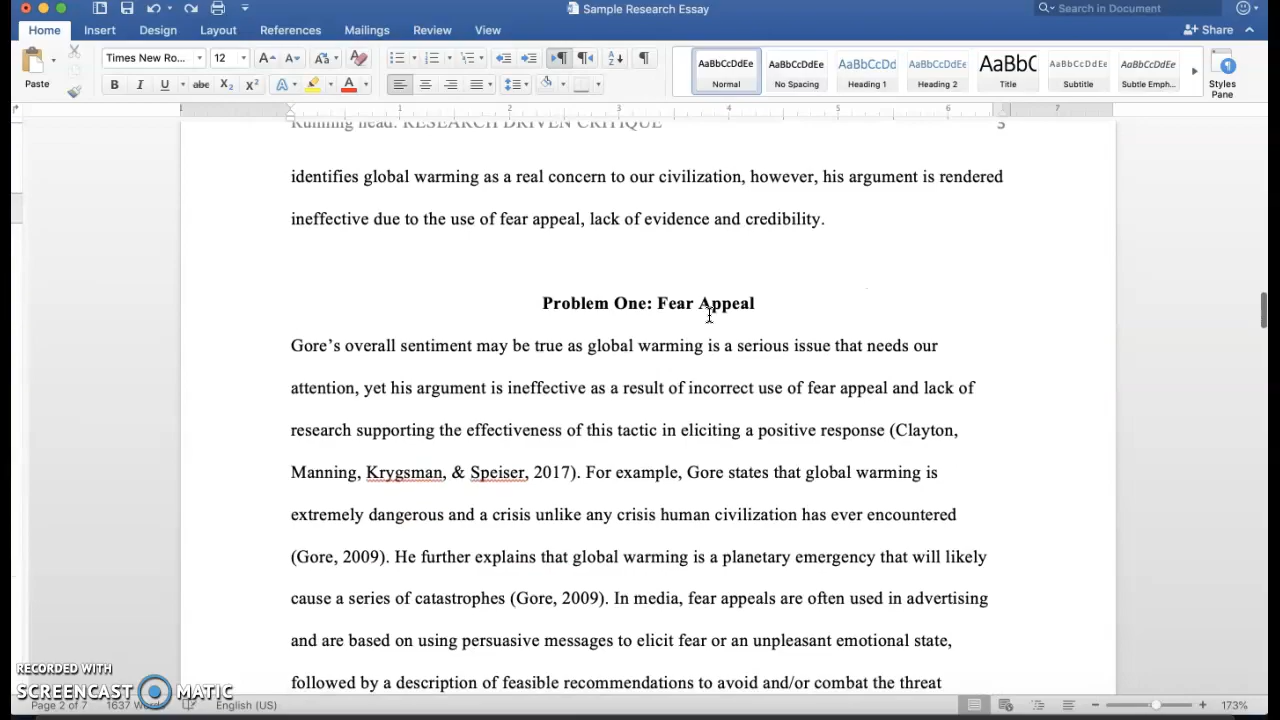 Sample Research Essay
Search in Document
Home Insert Design Layout References Mailings Review View
Share
Paste
Times New Ro... 12
AaBbCcDdEe AaBbCcDdEe AaBbCcDd AaBbCcDdEe AaBbC AaBbCcDdEe AaBbCcDdEe
Normal No Spacing Heading 1 Heading 2 Title Subtitle Subtle Emph...
Styles
Pane
B I U abc X₂ X² A A
1 1 2 3 4 5 6 7
Running head: RESEARCH DRIVEN CRITIQUE 3
identifies global warming as a real concern to our civilization, however, his argument is rendered
ineffective due to the use of fear appeal, lack of evidence and credibility.
Problem One: Fear Appeal
Gore’s overall sentiment may be true as global warming is a serious issue that needs our
attention, yet his argument is ineffective as a result of incorrect use of fear appeal and lack of
research supporting the effectiveness of this tactic in eliciting a positive response (Clayton,
Manning, Krygsman, & Speiser, 2017). For example, Gore states that global warming is
extremely dangerous and a crisis unlike any crisis human civilization has ever encountered
(Gore, 2009). He further explains that global warming is a planetary emergency that will likely
cause a series of catastrophes (Gore, 2009). In media, fear appeals are often used in advertising
and are based on using persuasive messages to elicit fear or an unpleasant emotional state,
followed by a description of feasible recommendations to avoid and/or combat the threat
RECORDED WITH
SCREENCAST MATIC
Page 2 of 7 1637 English (US) 173%